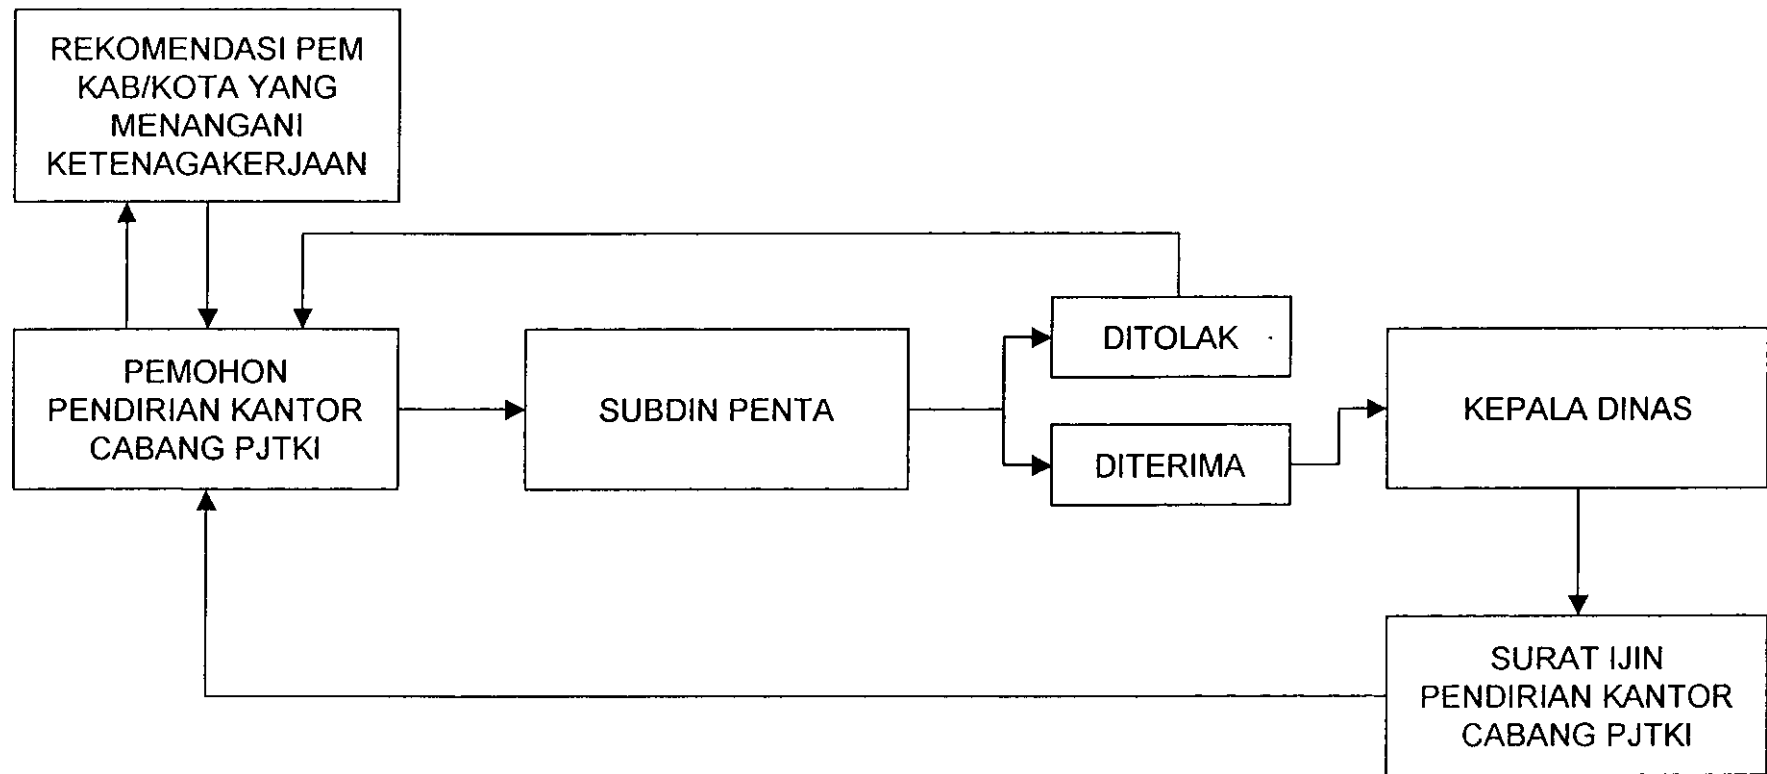 REKOMENDASI PEM
KAB/KOTA YANG
MENANGANI
KETENAGAKERJAAN
PEMOHON
PENDIRIAN KANTOR
CABANG PJTKI
SUBDIN PENTA
DITOLAK
DITERIMA
KEPALA DINAS
SURAT IJIN
PENDIRIAN KANTOR
CABANG PJTKI